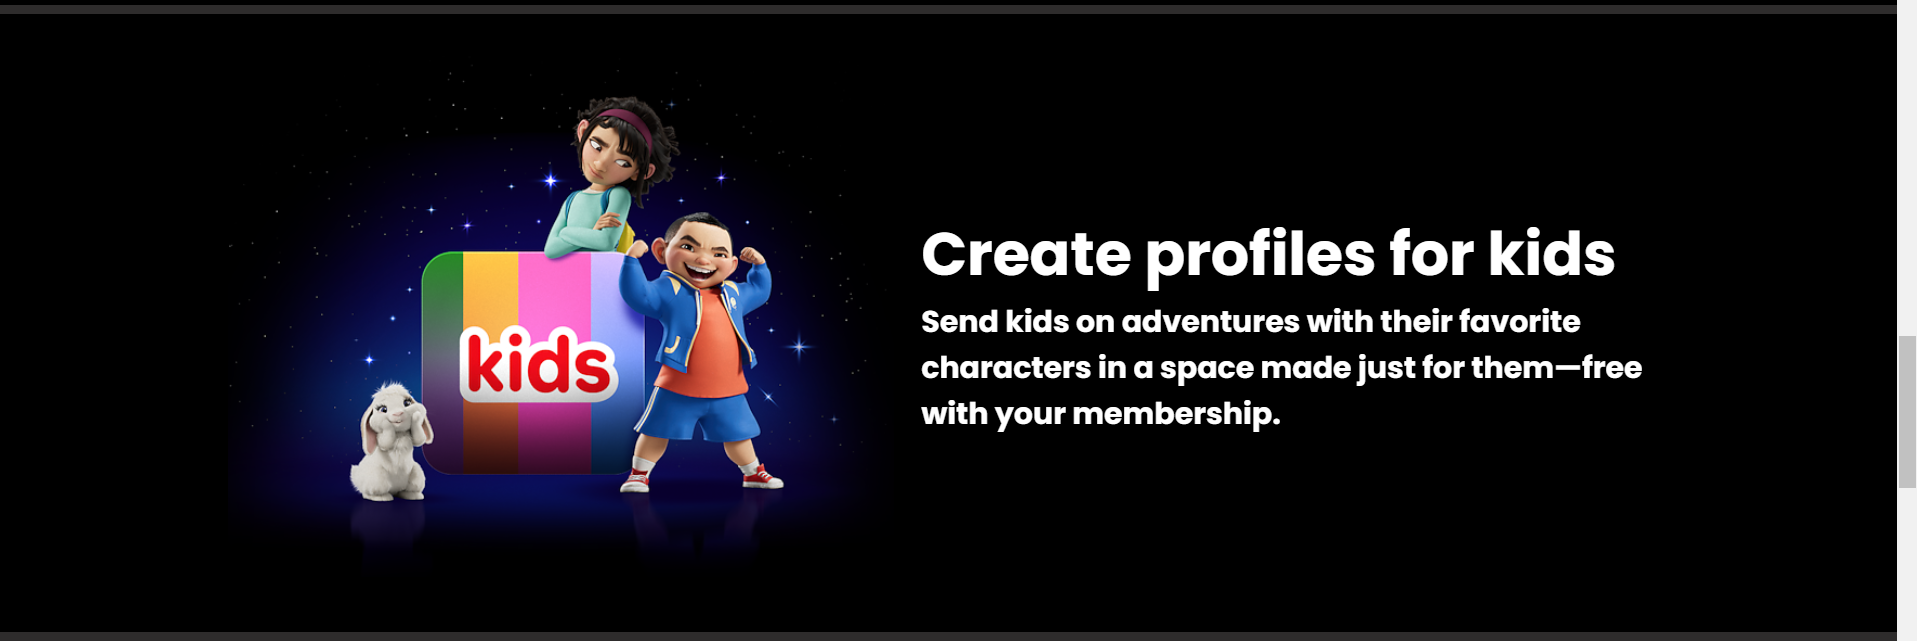 kids
Create profiles for kids
Send kids on adventures with their favorite
characters in a space made just for them—free
with your membership.